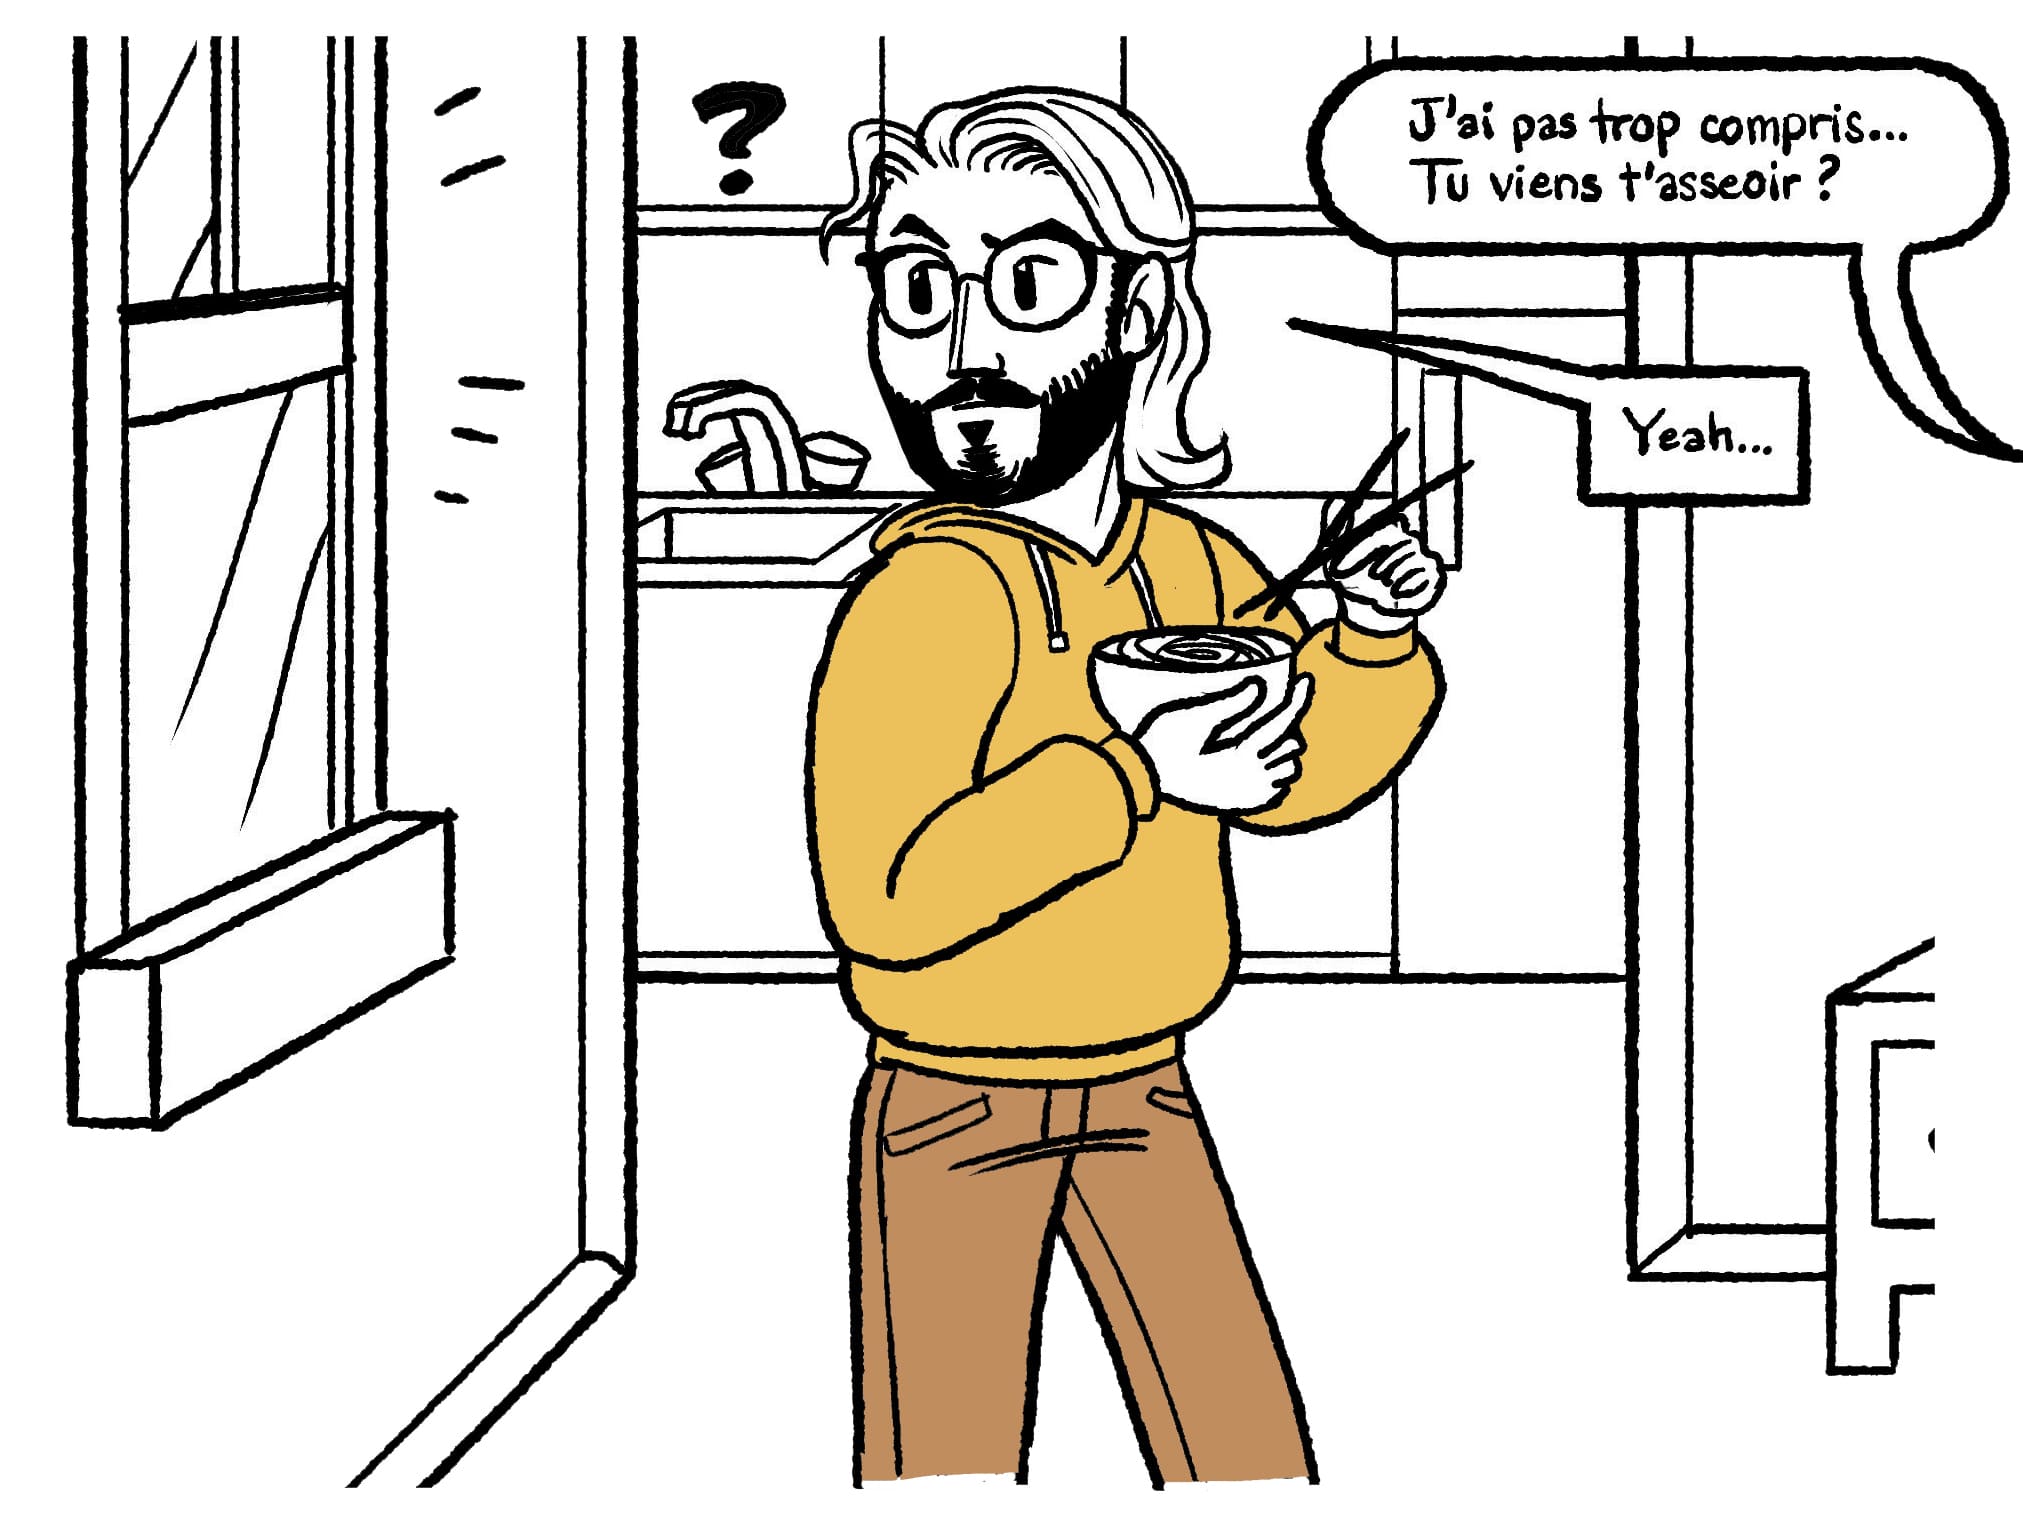 ?
J'ai pas trop compris...
Tu viens t'asseoir ?
Yeah...